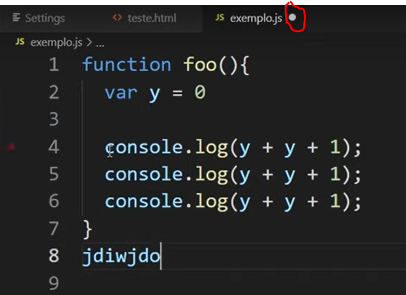 Settings <> teste.html JS exemplo.js
JS exemplo.js > ...
1 function foo(){
2 var y = 0
3
4 console.log(y + y + 1);
5 console.log(y + y + 1);
6 console.log(y + y + 1);
7 }
8 jdiwjdo
9